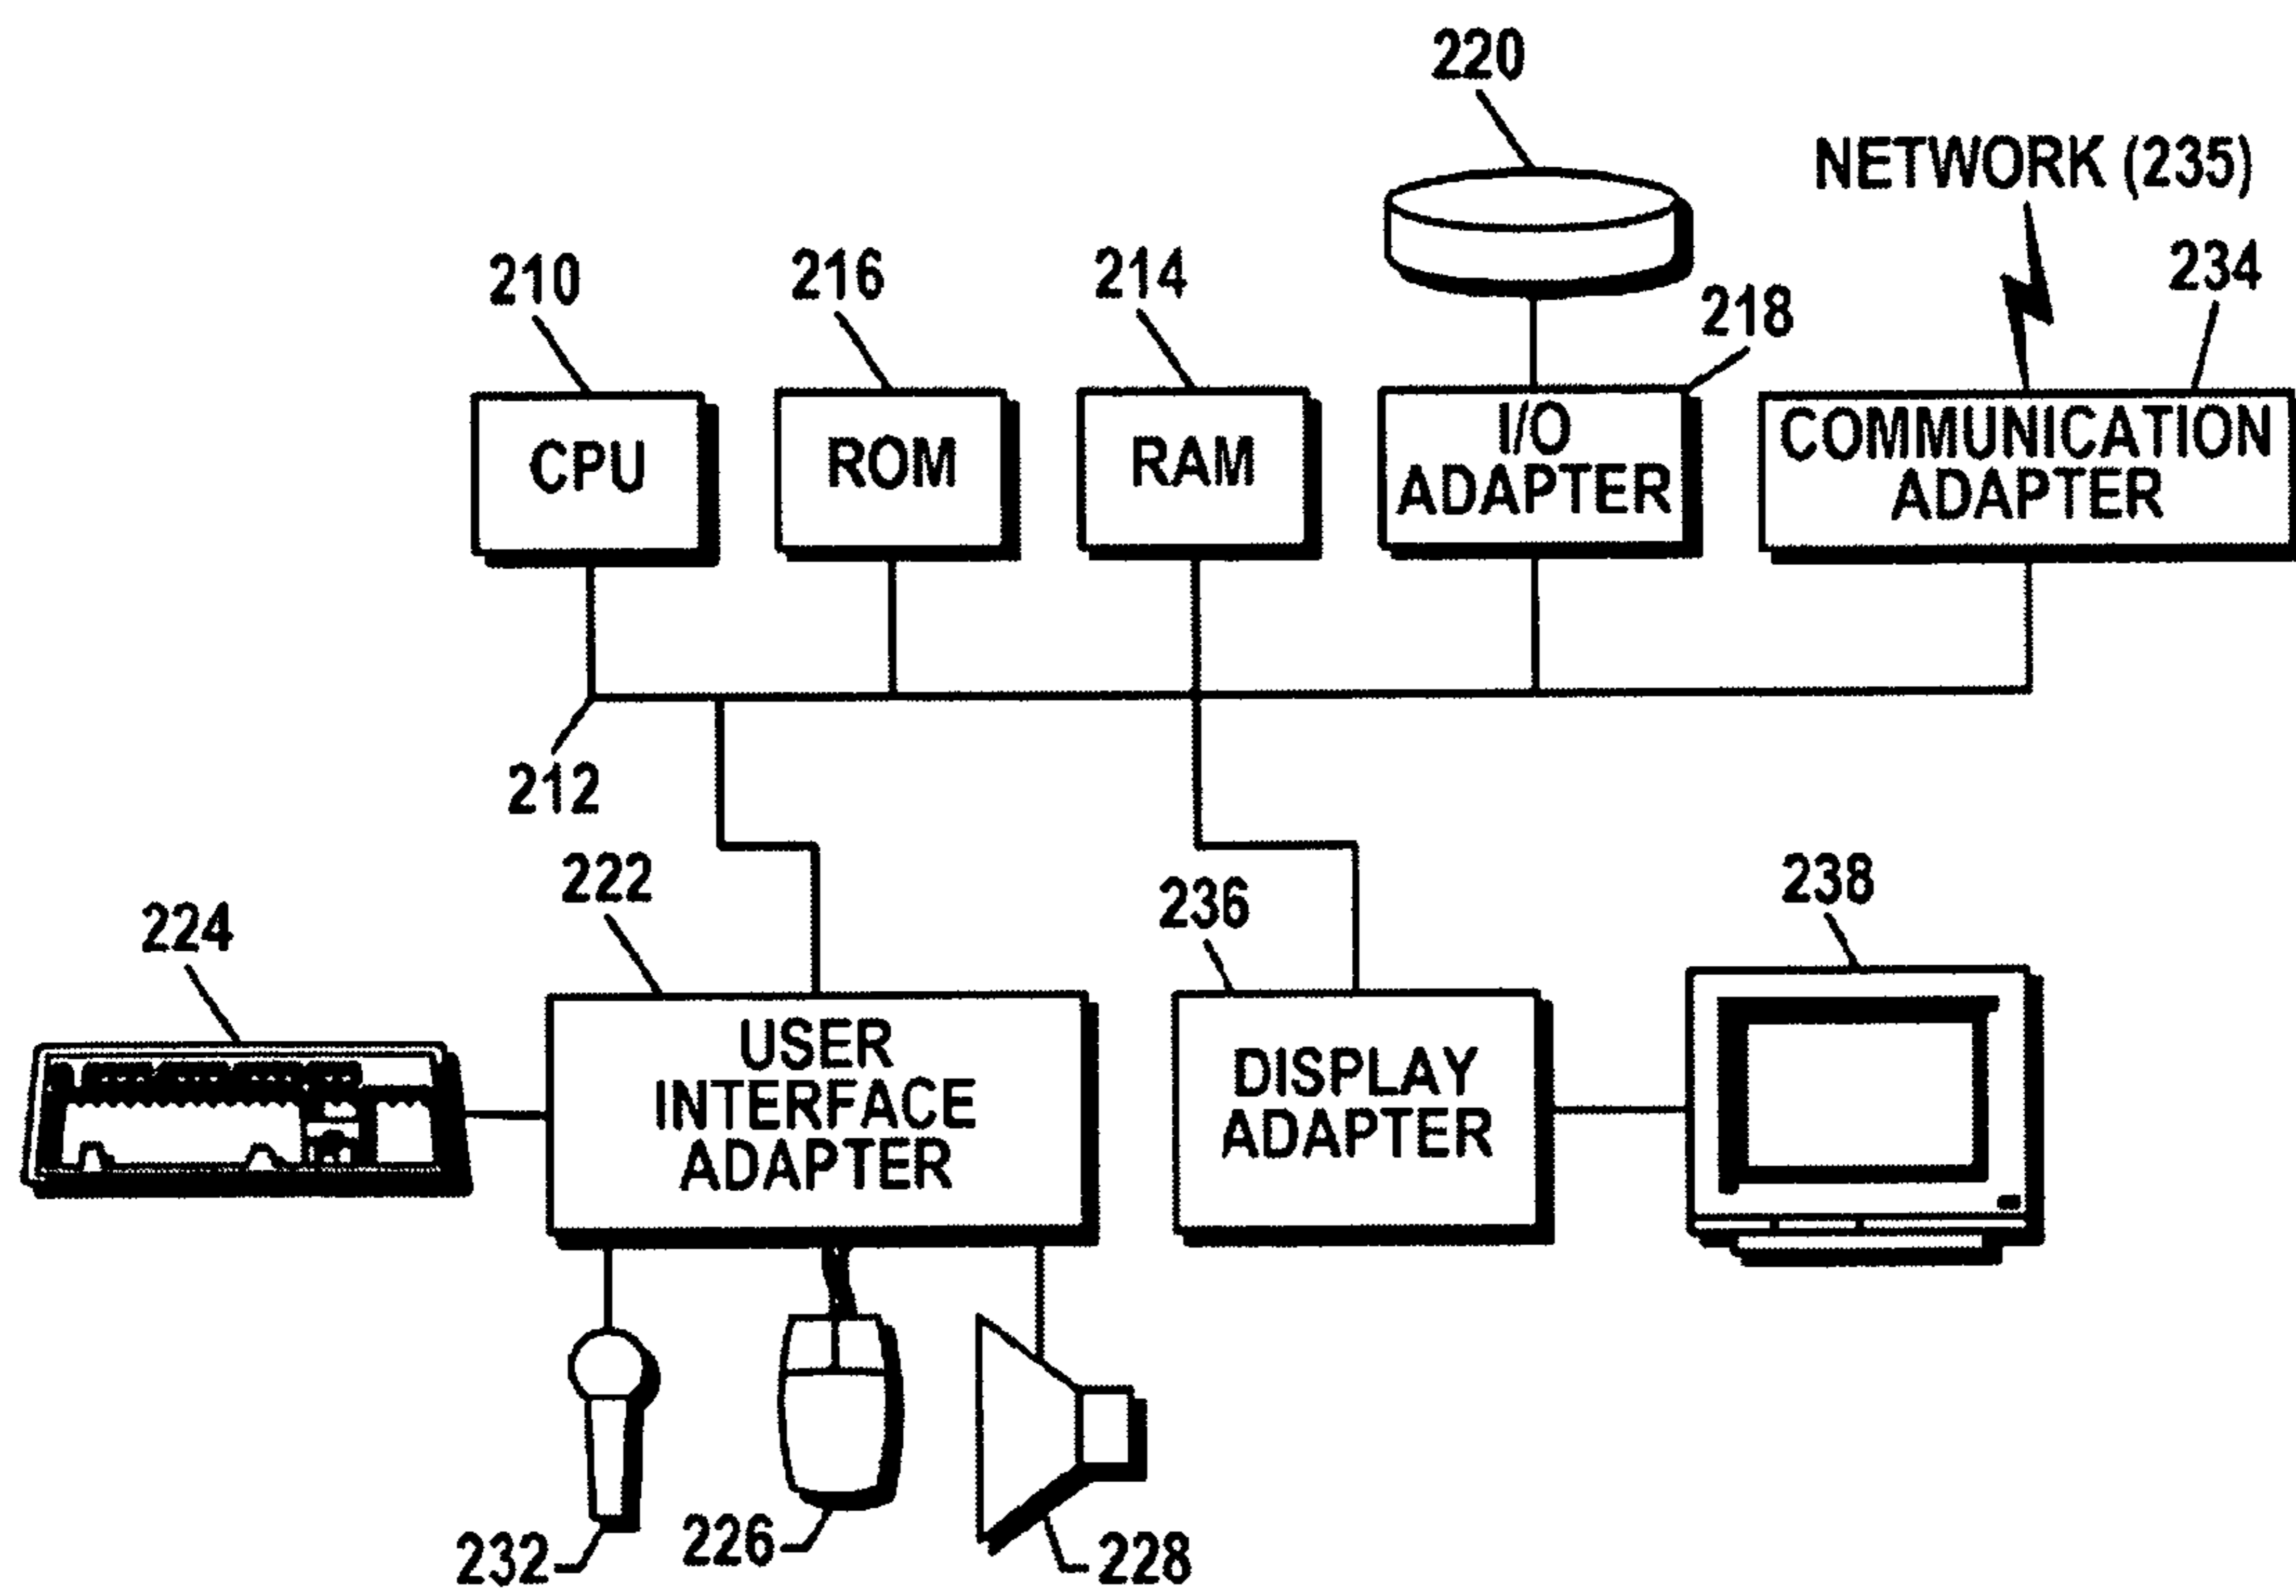 220
NETWORK (235)
210
216
214
218
234
CPU
ROM
RAM
I/O
ADAPTER
COMMUNICATION
ADAPTER
212
222
236
238
224
USER
INTERFACE
ADAPTER
DISPLAY
ADAPTER
232
226
228